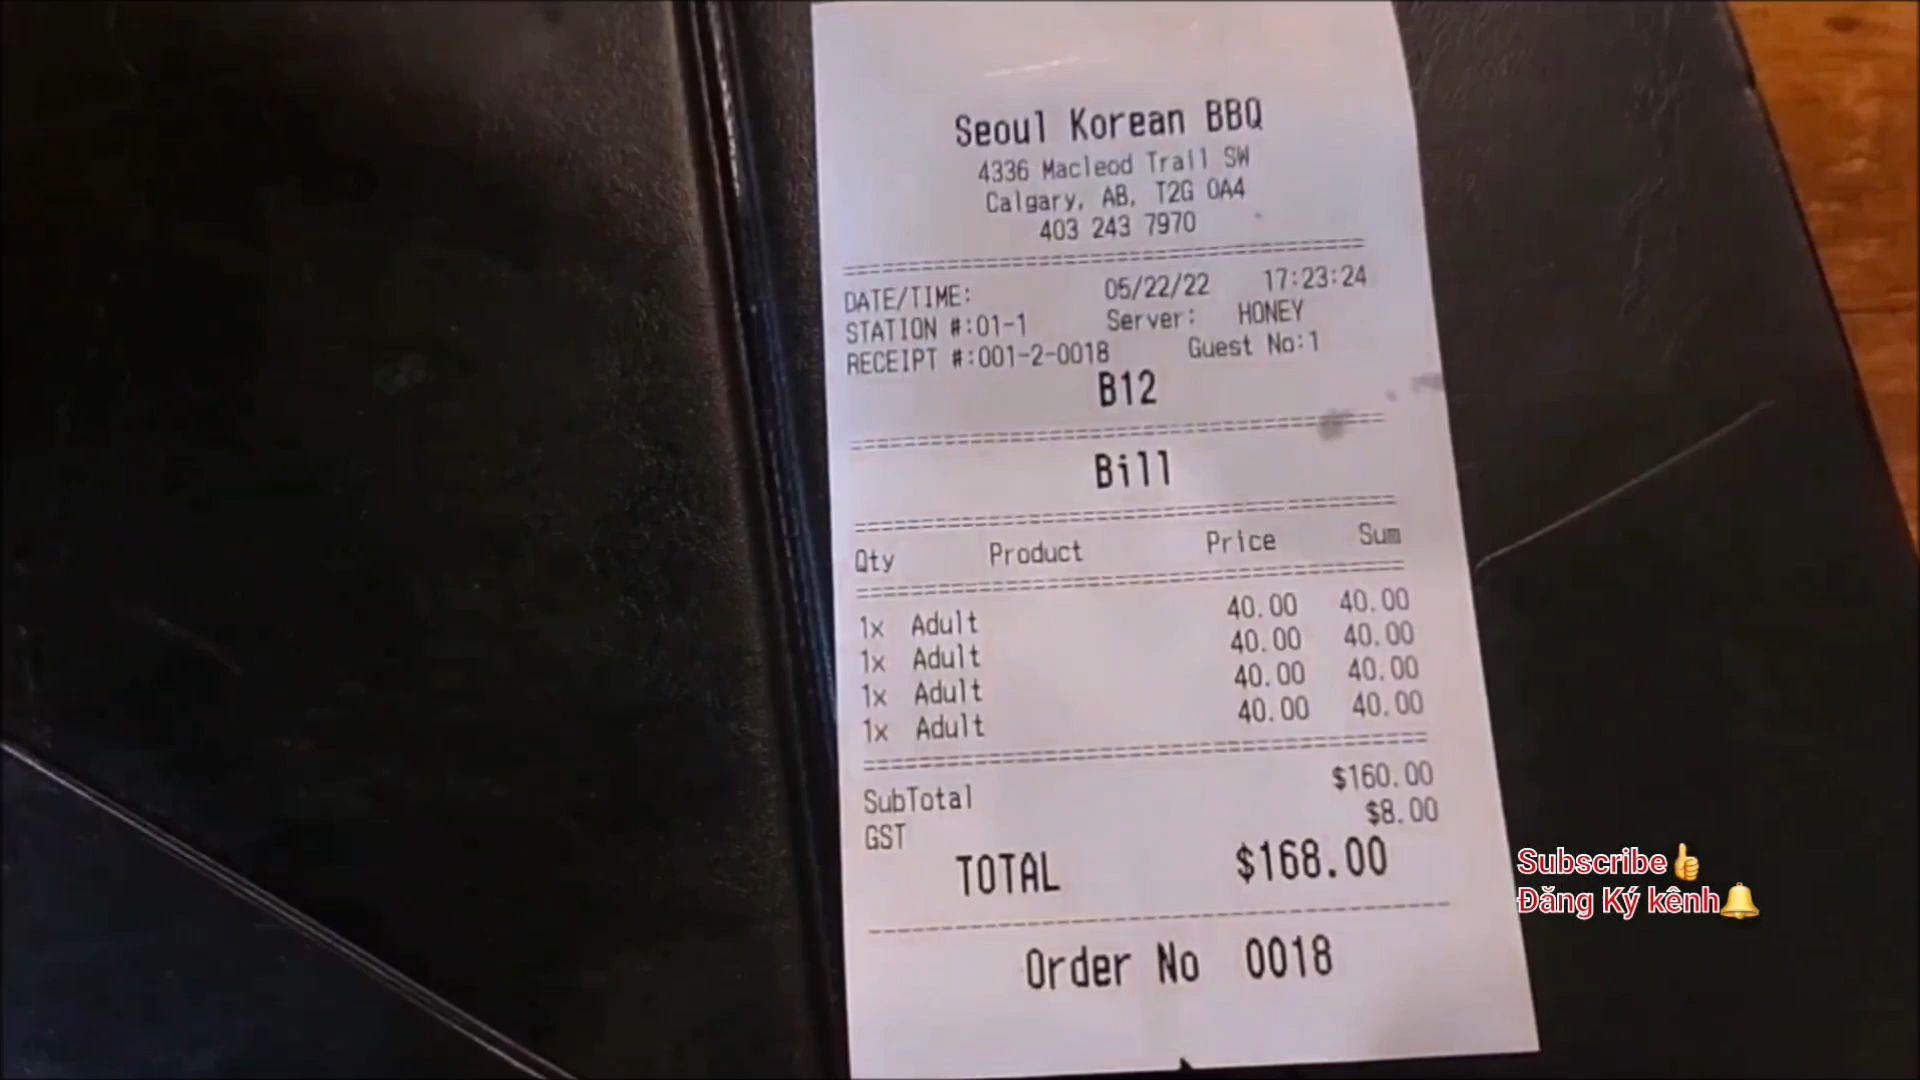 Seoul Korean BBQ
4336 Macleod Trail SW
Calgary, AB, T2G 0A4
403 243 7970
DATE/TIME: 05/22/22 17:23:24
STATION #:01-1 Server: HONEY
RECEIPT #:001-2-0018 Guest No:1
B12
Bill
Qty Product Price Sum
1x Adult 40.00 40.00
1x Adult 40.00 40.00
1x Adult 40.00 40.00
1x Adult 40.00 40.00
SubTotal $160.00
GST $8.00
TOTAL $168.00
Order No 0018
Subscribe👍
Đăng Ký kênh🔔